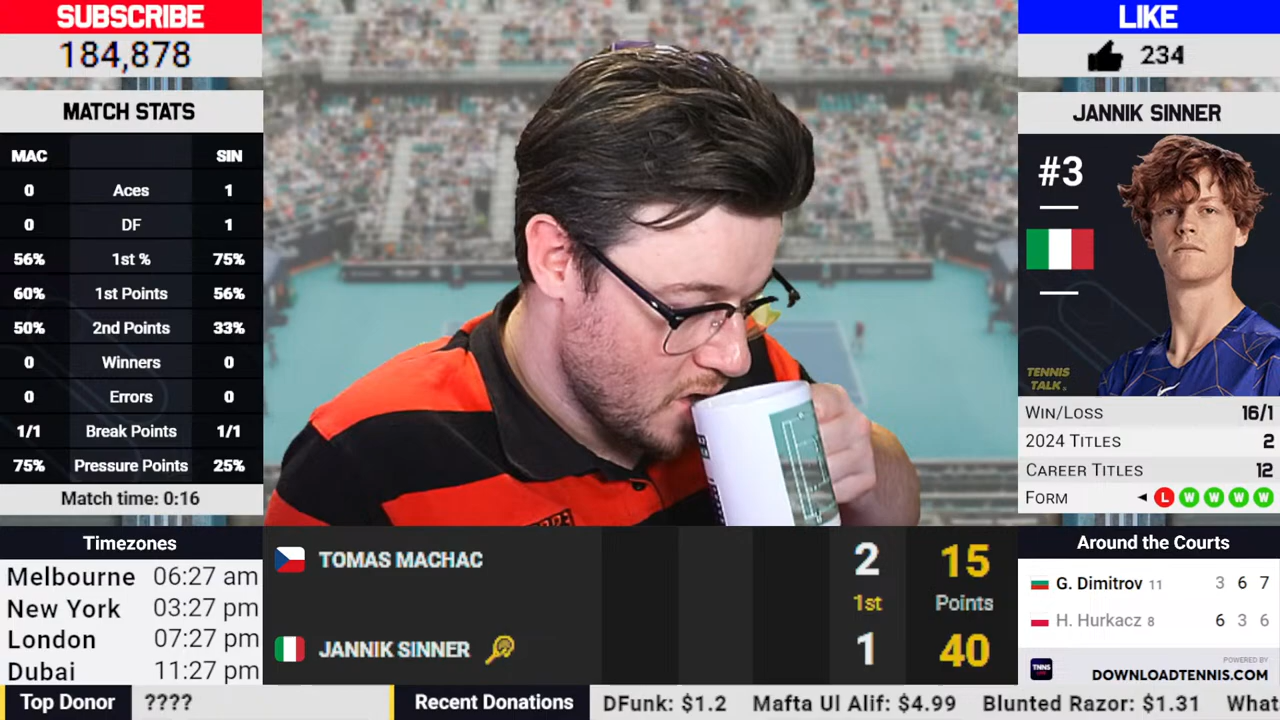 SUBSCRIBE
184,878
MATCH STATS
MAC SIN
0 Aces 1
0 DF 1
56% 1st % 75%
60% 1st Points 56%
50% 2nd Points 33%
0 Winners 0
0 Errors 0
1/1 Break Points 1/1
75% Pressure Points 25%
Match time: 0:16
Timezones
Melbourne 06:27 am
New York 03:27 pm
London 07:27 pm
Dubai 11:27 pm
TOMAS MACHAC 2 15
1st Points
JANNIK SINNER 1 40
LIKE
234
JANNIK SINNER
#3
TENNIS
TALK
WIN/LOSS 16/1
2024 TITLES 2
CAREER TITLES 12
FORM L W W W W
Around the Courts
G. Dimitrov 11 3 6 7
H. Hurkacz 8 6 3 6
TNNS
POWERED BY
DOWNLOADTENNIS.COM
Top Donor ????
Recent Donations DFunk: $1.2 Mafta Ul Alif: $4.99 Blunted Razor: $1.31 What